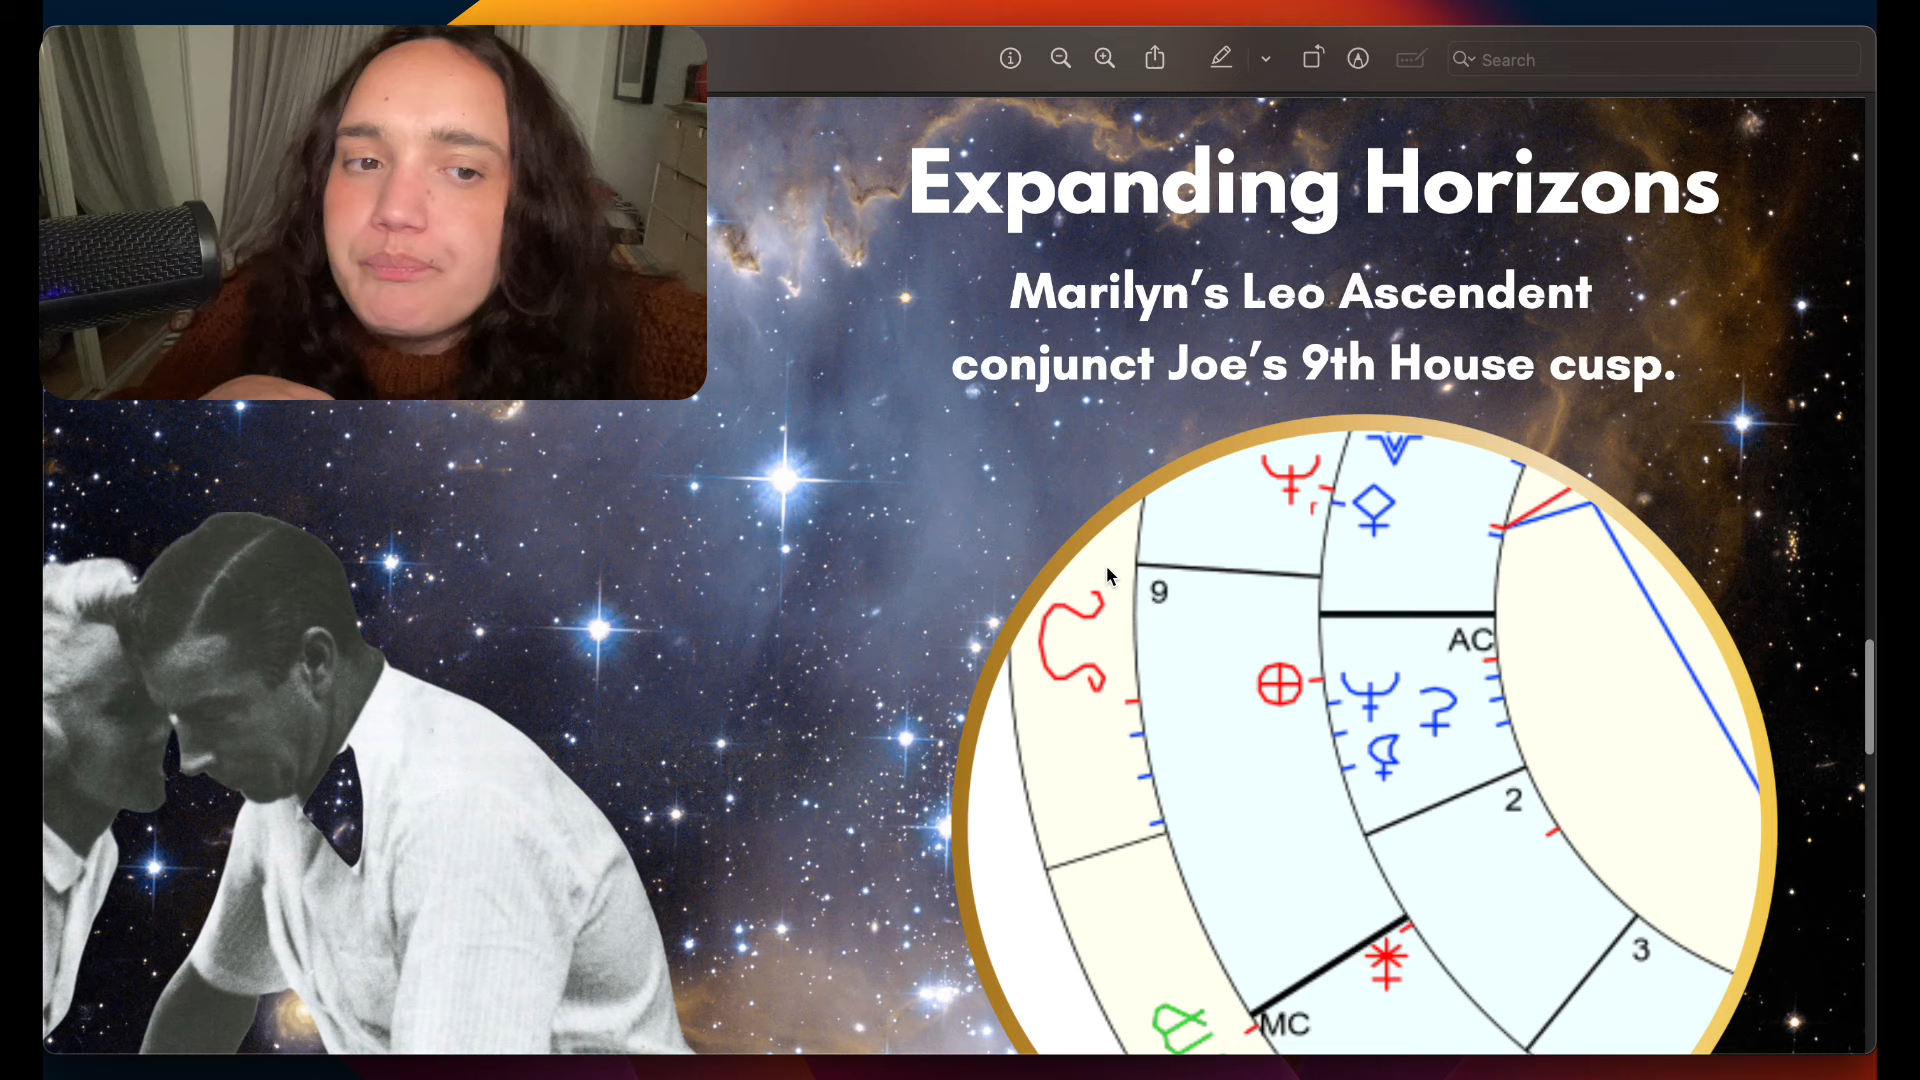 Search
Expanding Horizons
Marilyn’s Leo Ascendent
conjunct Joe’s 9th House cusp.
9
AC
2
3
MC